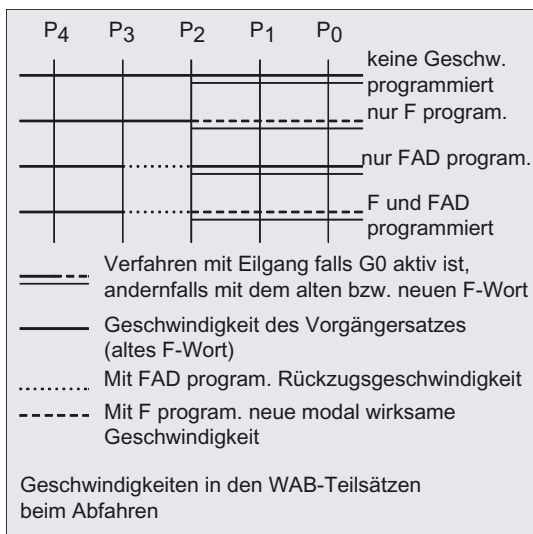 P4 P3 P2 P1 P0
keine Geschw.
programmiert
nur F program.
nur FAD program.
F und FAD
programmiert
Verfahren mit Eilgang falls G0 aktiv ist,
andernfalls mit dem alten bzw. neuen F-Wort
Geschwindigkeit des Vorgängersatzes
(altes F-Wort)
Mit FAD program. Rückzugsgeschwindigkeit
Mit F program. neue modal wirksame
Geschwindigkeit
Geschwindigkeiten in den WAB-Teilsätzen
beim Abfahren